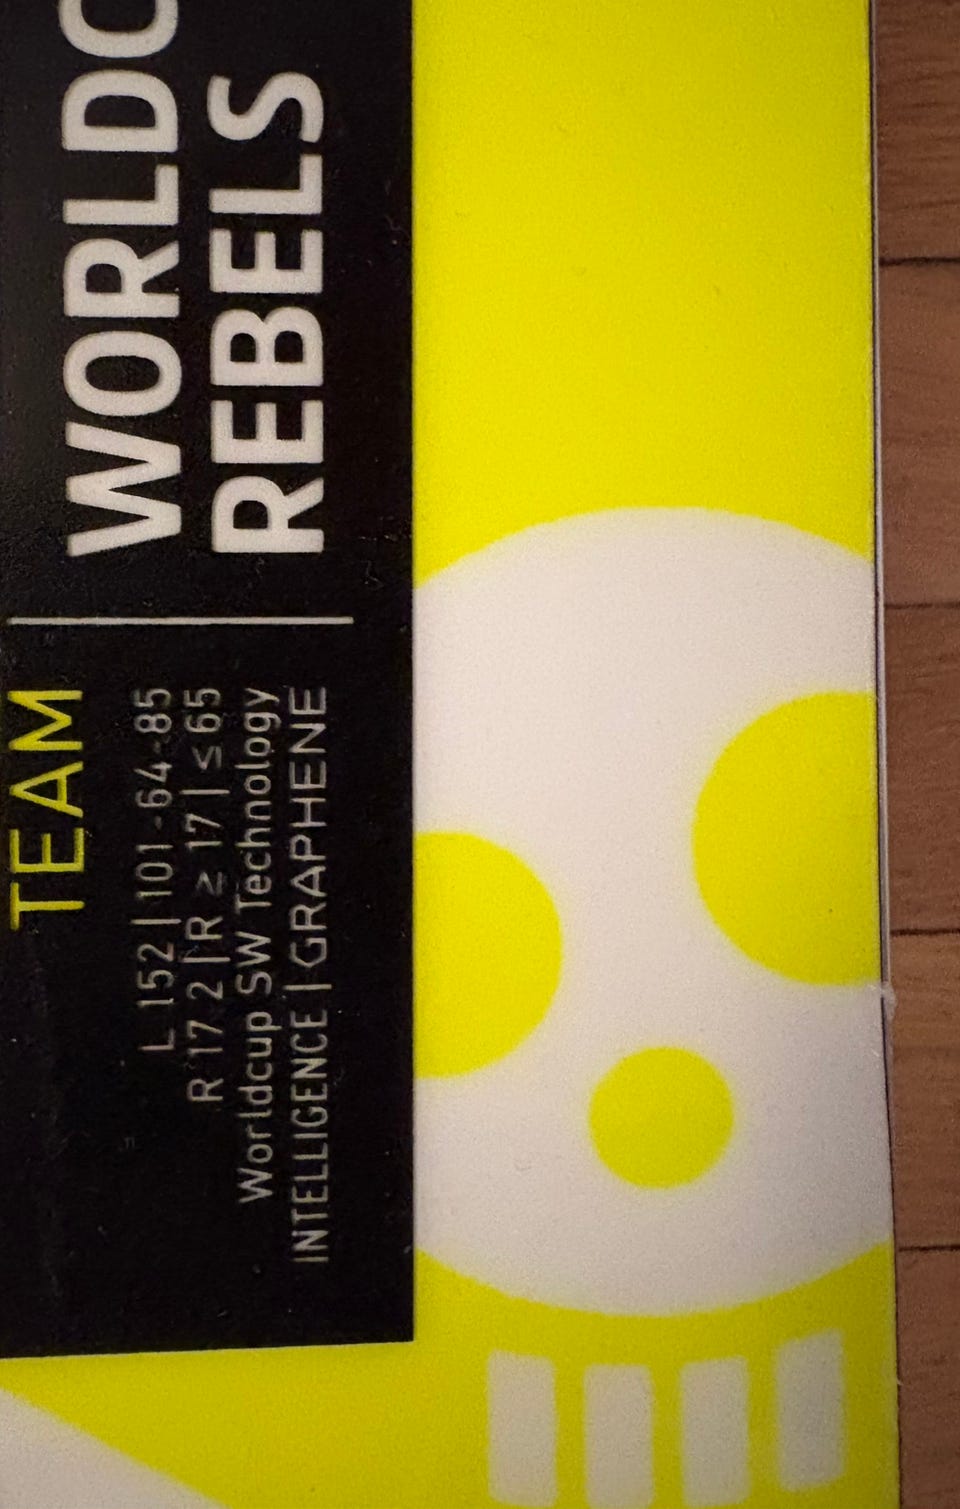 WORLDC
REBELS
TEAM
L 152 | 101-64-85
R 17 2 | R ≥ 17 | ≤ 65
Worldcup SW Technology
INTELLIGENCE | GRAPHENE